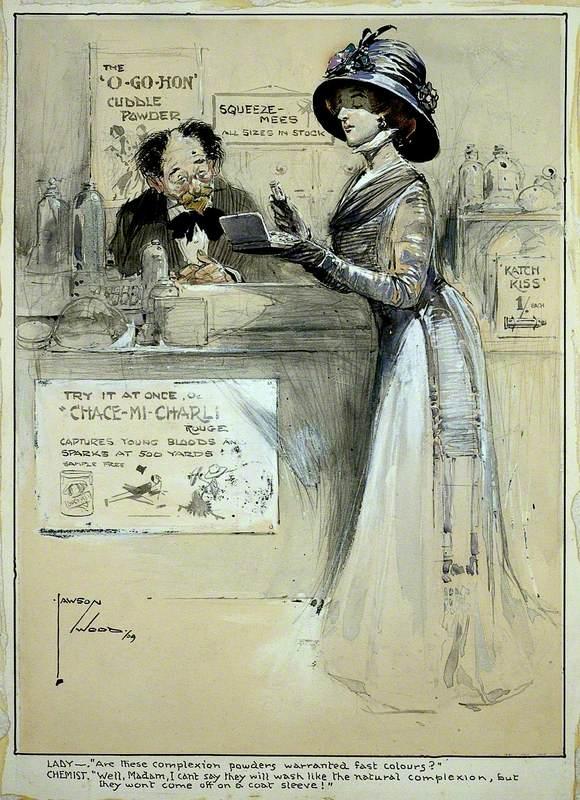 THE
'O-GO-HON'
CUDDLE
POWDER
SQUEEZE-
MEES
ALL SIZES IN STOCK
'KATCH
KISS'
1/- EACH
TRY IT AT ONCE,
"CHACE-MI-CHARLI
ROUGE
CAPTURES YOUNG BLOODS AN
SPARKS AT 500 YARDS!
SAMPLE FREE
LAWSON
WOOD /09
LADY—."Are these complexion powders warranted fast colours?"
CHEMIST. "Well, Madam, I cant say they will wash like the natural complexion, but
they wont come off on a coat sleeve!"